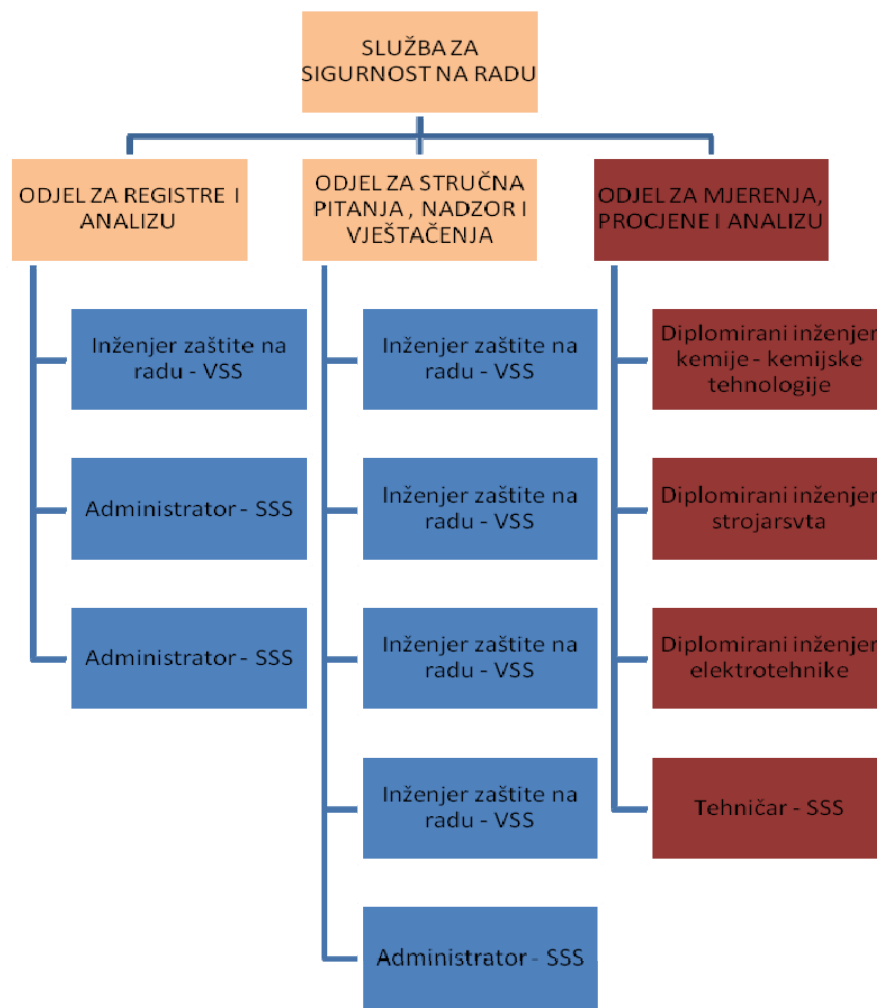 SLUŽBA ZA
SIGURNOST NA RADU
ODJEL ZA REGISTRE I
ANALIZU
ODJEL ZA STRUČNA
PITANJA , NADZOR I
VJEŠTAČENJA
ODJEL ZA MJERENJA,
PROCJENE I ANALIZU
Inženjer zaštite na
radu - VSS
Administrator - SSS
Administrator - SSS
Inženjer zaštite na
radu - VSS
Inženjer zaštite na
radu - VSS
Inženjer zaštite na
radu - VSS
Inženjer zaštite na
radu - VSS
Administrator - SSS
Diplomirani inženjer
kemije - kemijske
tehnologije
Diplomirani inženjer
strojarsvta
Diplomirani inženjer
elektrotehnike
Tehničar - SSS